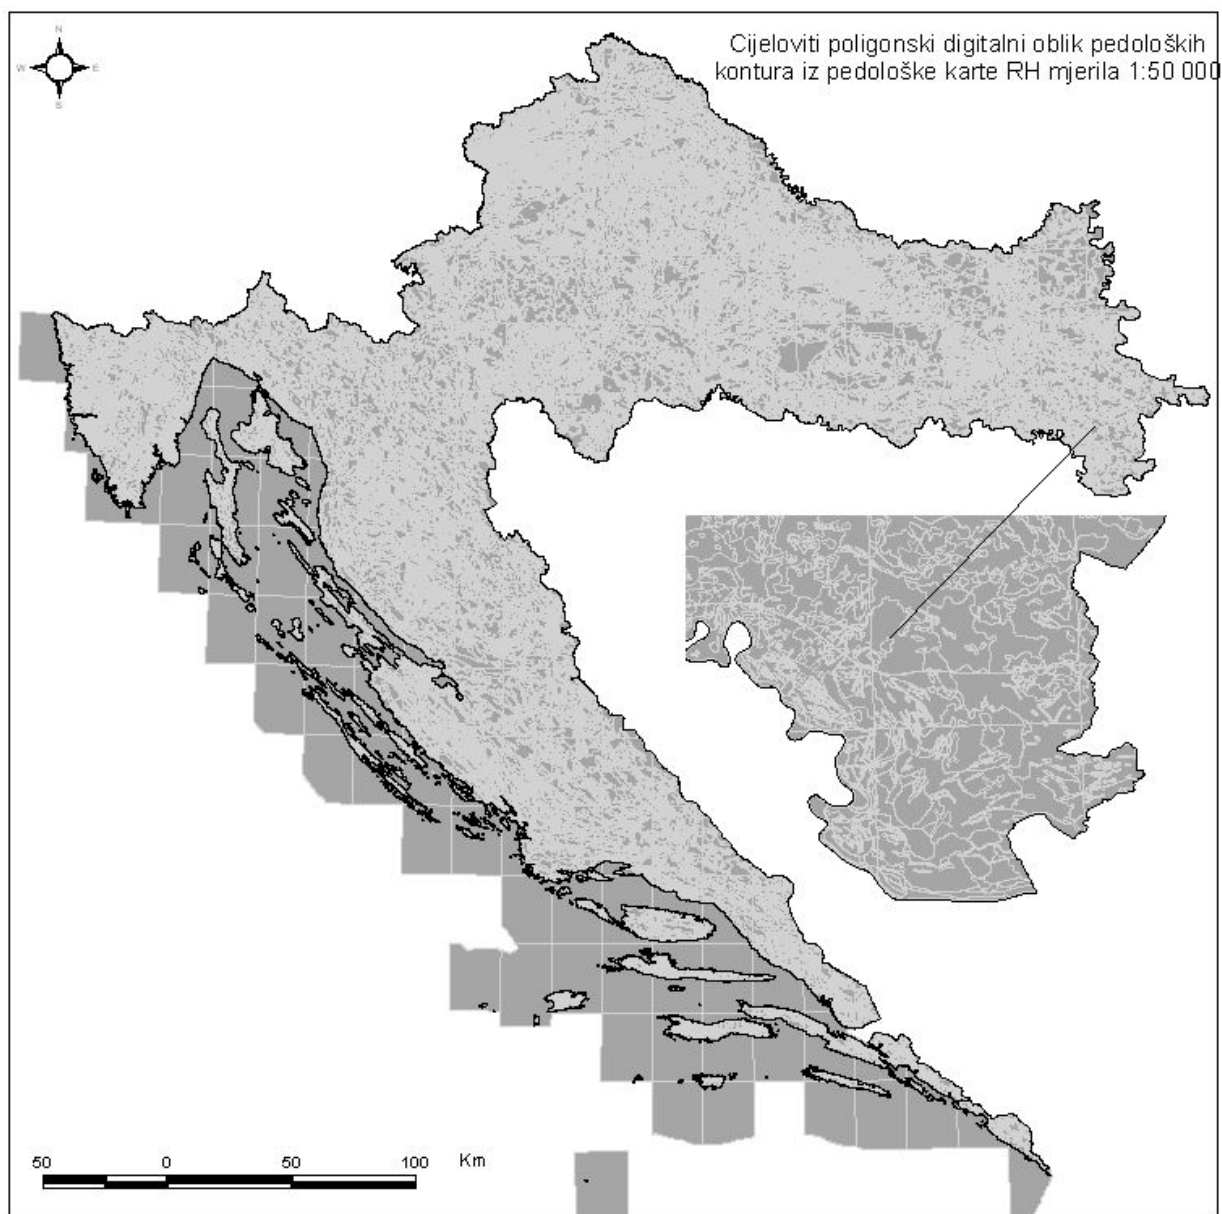 N
W E
S
Cijeloviti poligonski digitalni oblik pedoloških
kontura iz pedološke karte RH mjerila 1:50 000
50 0 50 100 Km